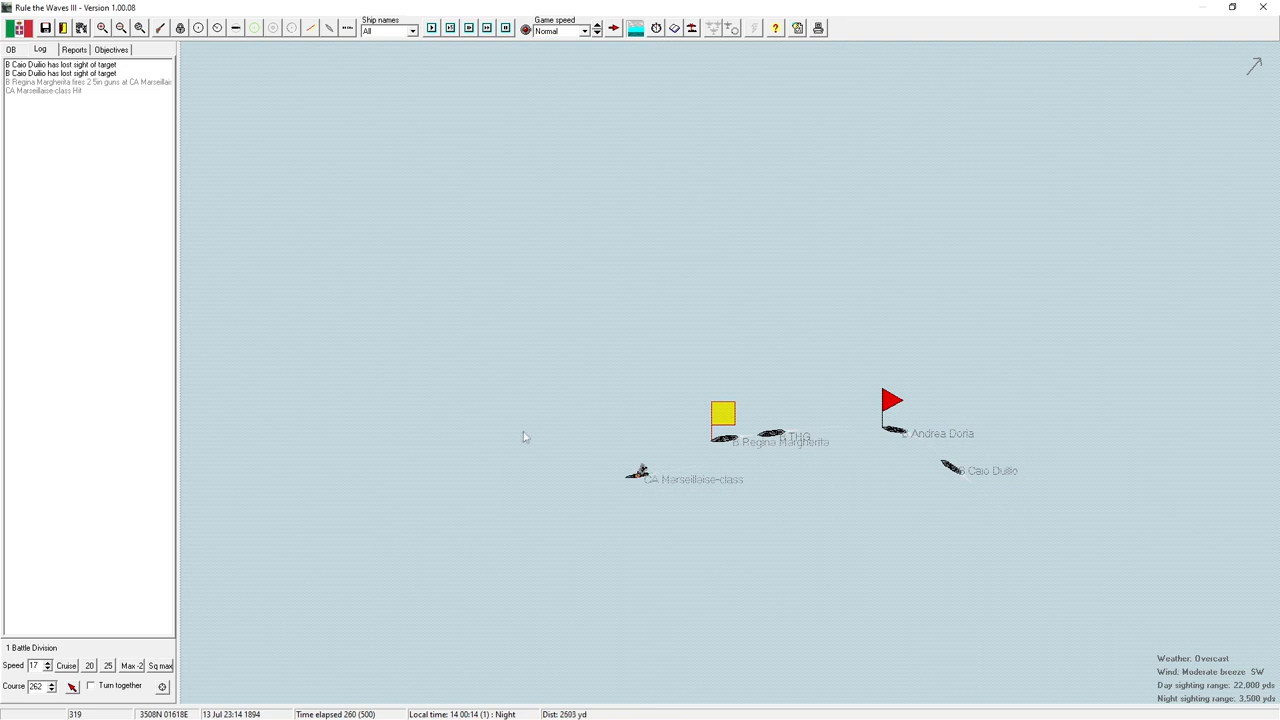 Rule the Waves III - Version 1.00.08
Ship names
All
Game speed
Normal
OB Log Reports Objectives
B Caio Duilio has lost sight of target
B Caio Duilio has lost sight of target
B Regina Margherita fires 2 5in guns at CA Marseillais
CA Marseillaise-class Hit
B Andrea Doria
B Regina Margherita
B Caio Duilio
CA Marseillaise-class
1 Battle Division
Speed 17 Cruise 20 25 Max -2 Sq max
Course 262 Turn together
Weather: Overcast
Wind: Moderate breeze SW
Day sighting range: 22,000 yds
Night sighting range: 3,500 yds
319 3508N 01618E 13 Jul 23:14 1894 Time elapsed 260 (500) Local time: 14 00:14 (1) : Night Dist: 2503 yd